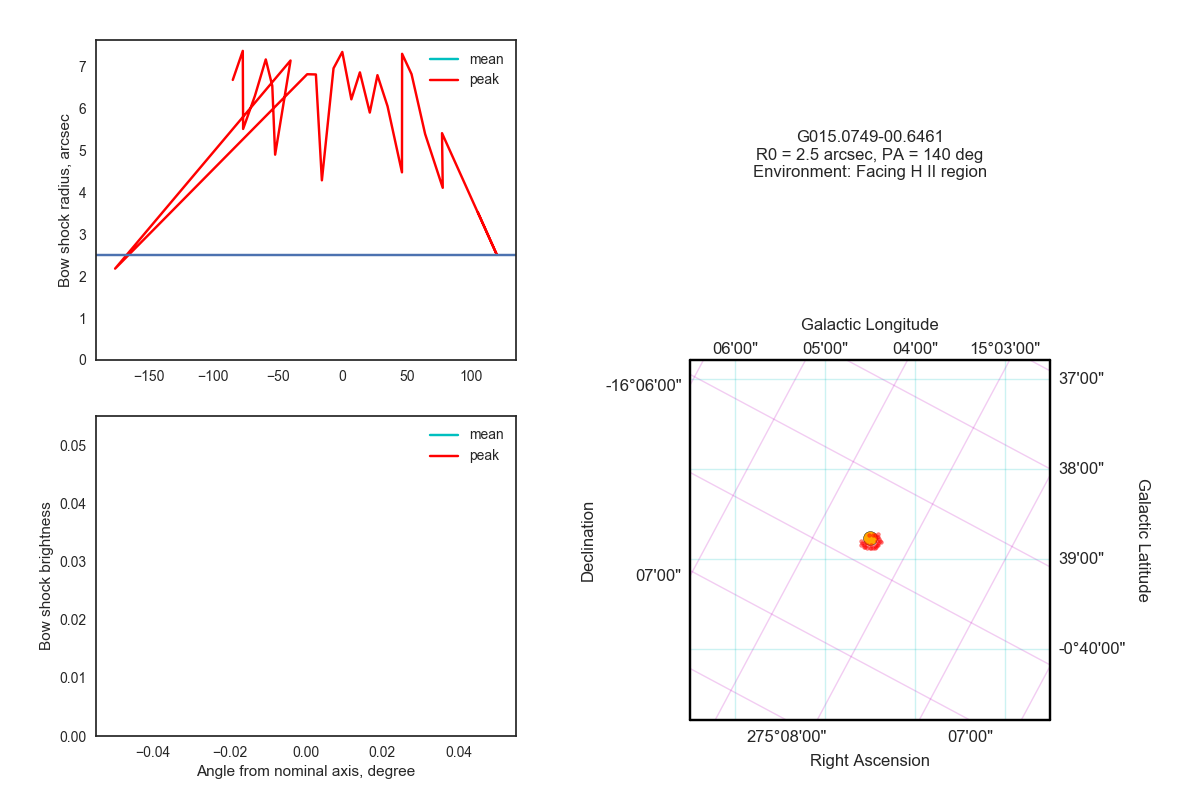 7
6
5
4
3
2
1
0
Bow shock radius, arcsec
mean
peak
−150
−100
−50
0
50
100
G015.0749-00.6461
R0 = 2.5 arcsec, PA = 140 deg
Environment: Facing H II region
0.05
0.04
0.03
0.02
0.01
0.00
Bow shock brightness
mean
peak
−0.04
−0.02
0.00
0.02
0.04
Angle from nominal axis, degree
Galactic Longitude
06'00"
05'00"
04'00"
15°03'00"
-16°06'00"
07'00"
Declination
37'00"
38'00"
39'00"
-0°40'00"
Galactic Latitude
275°08'00"
07'00"
Right Ascension